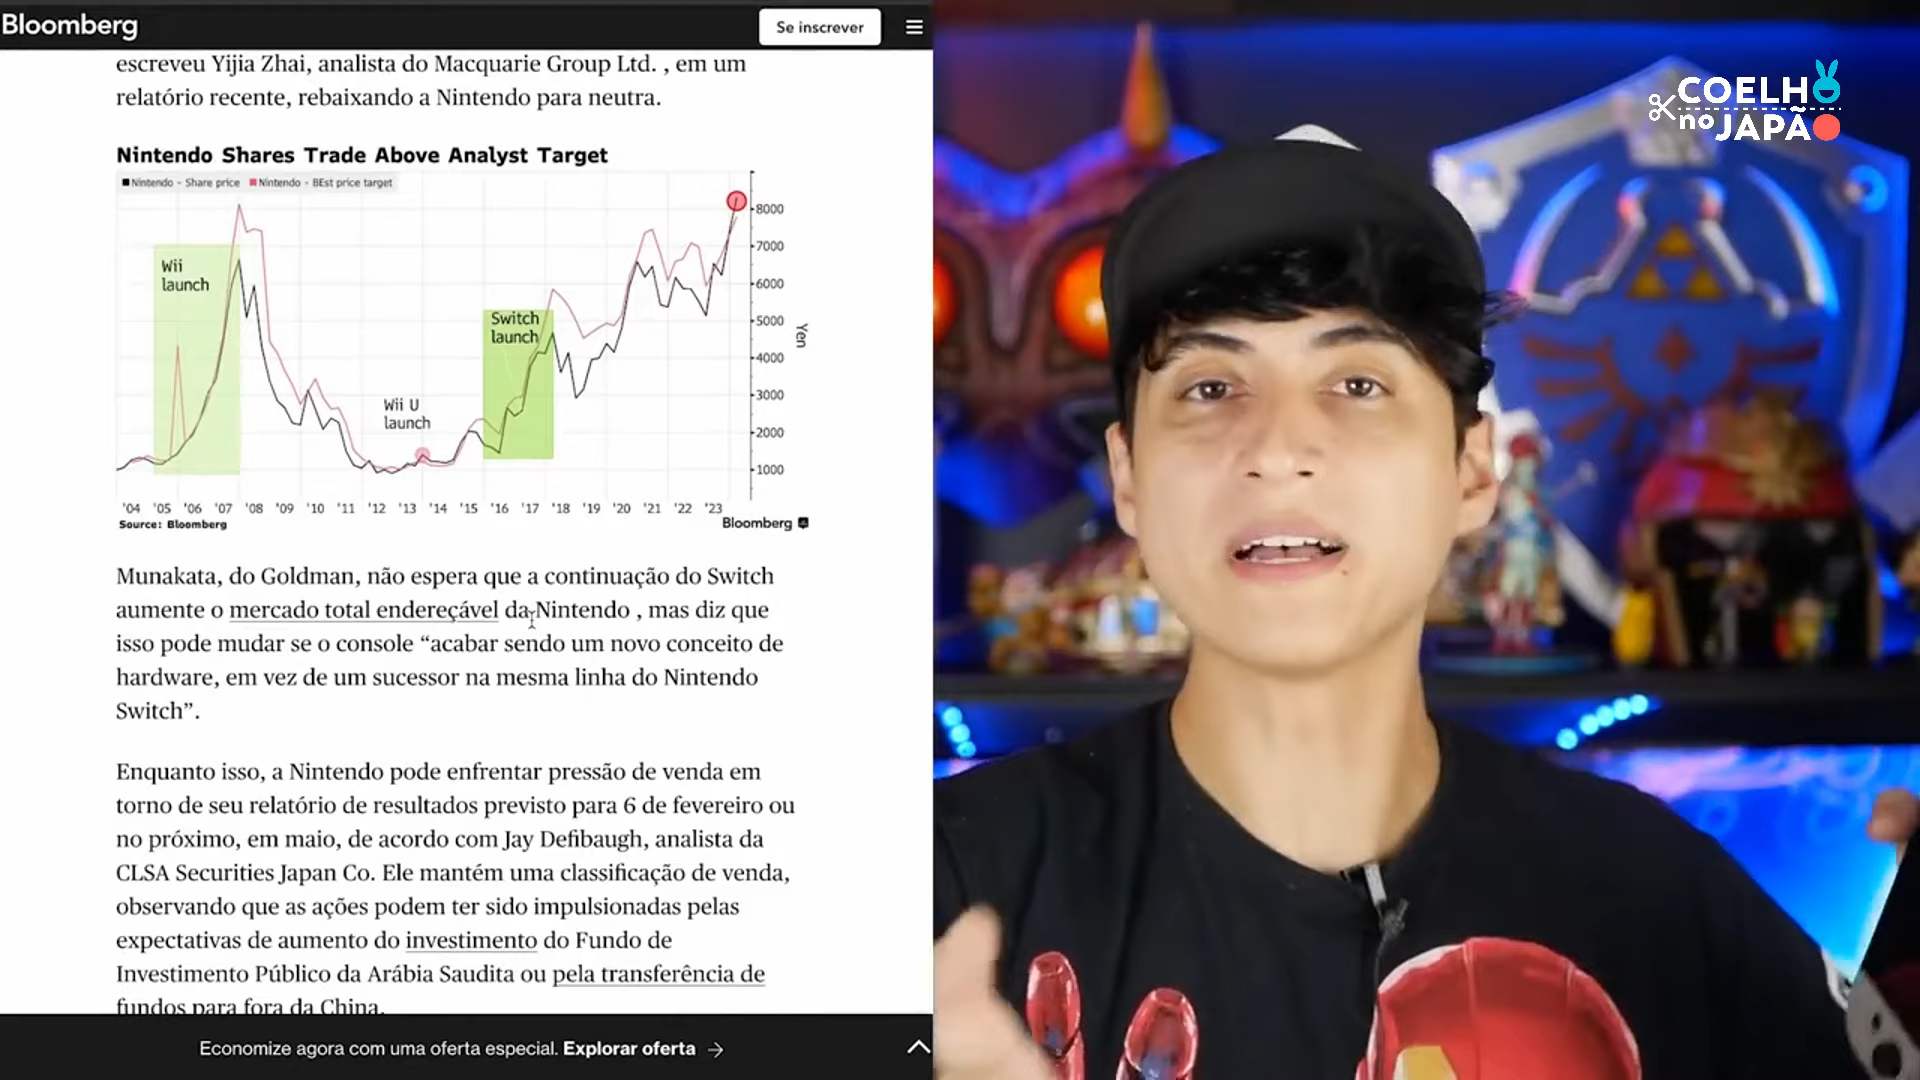 Bloomberg
Se inscrever
escreveu Yijia Zhai, analista do Macquarie Group Ltd. , em um
relatório recente, rebaixando a Nintendo para neutra.
Nintendo Shares Trade Above Analyst Target
Nintendo - Share price
Nintendo - BEst price target
8000
7000
6000
5000
4000
3000
2000
1000
Yen
Wii
launch
Wii U
launch
Switch
launch
'04 '05 '06 '07 '08 '09 '10 '11 '12 '13 '14 '15 '16 '17 '18 '19 '20 '21 '22 '23
Source: Bloomberg
Bloomberg
Munakata, do Goldman, não espera que a continuação do Switch
aumente o mercado total endereçável da Nintendo , mas diz que
isso pode mudar se o console “acabar sendo um novo conceito de
hardware, em vez de um sucessor na mesma linha do Nintendo
Switch”.
Enquanto isso, a Nintendo pode enfrentar pressão de venda em
torno de seu relatório de resultados previsto para 6 de fevereiro ou
no próximo, em maio, de acordo com Jay Defibaugh, analista da
CLSA Securities Japan Co. Ele mantém uma classificação de venda,
observando que as ações podem ter sido impulsionadas pelas
expectativas de aumento do investimento do Fundo de
Investimento Público da Arábia Saudita ou pela transferência de
fundos para fora da China.
Economize agora com uma oferta especial. Explorar oferta →
COELHO
no JAPÃO